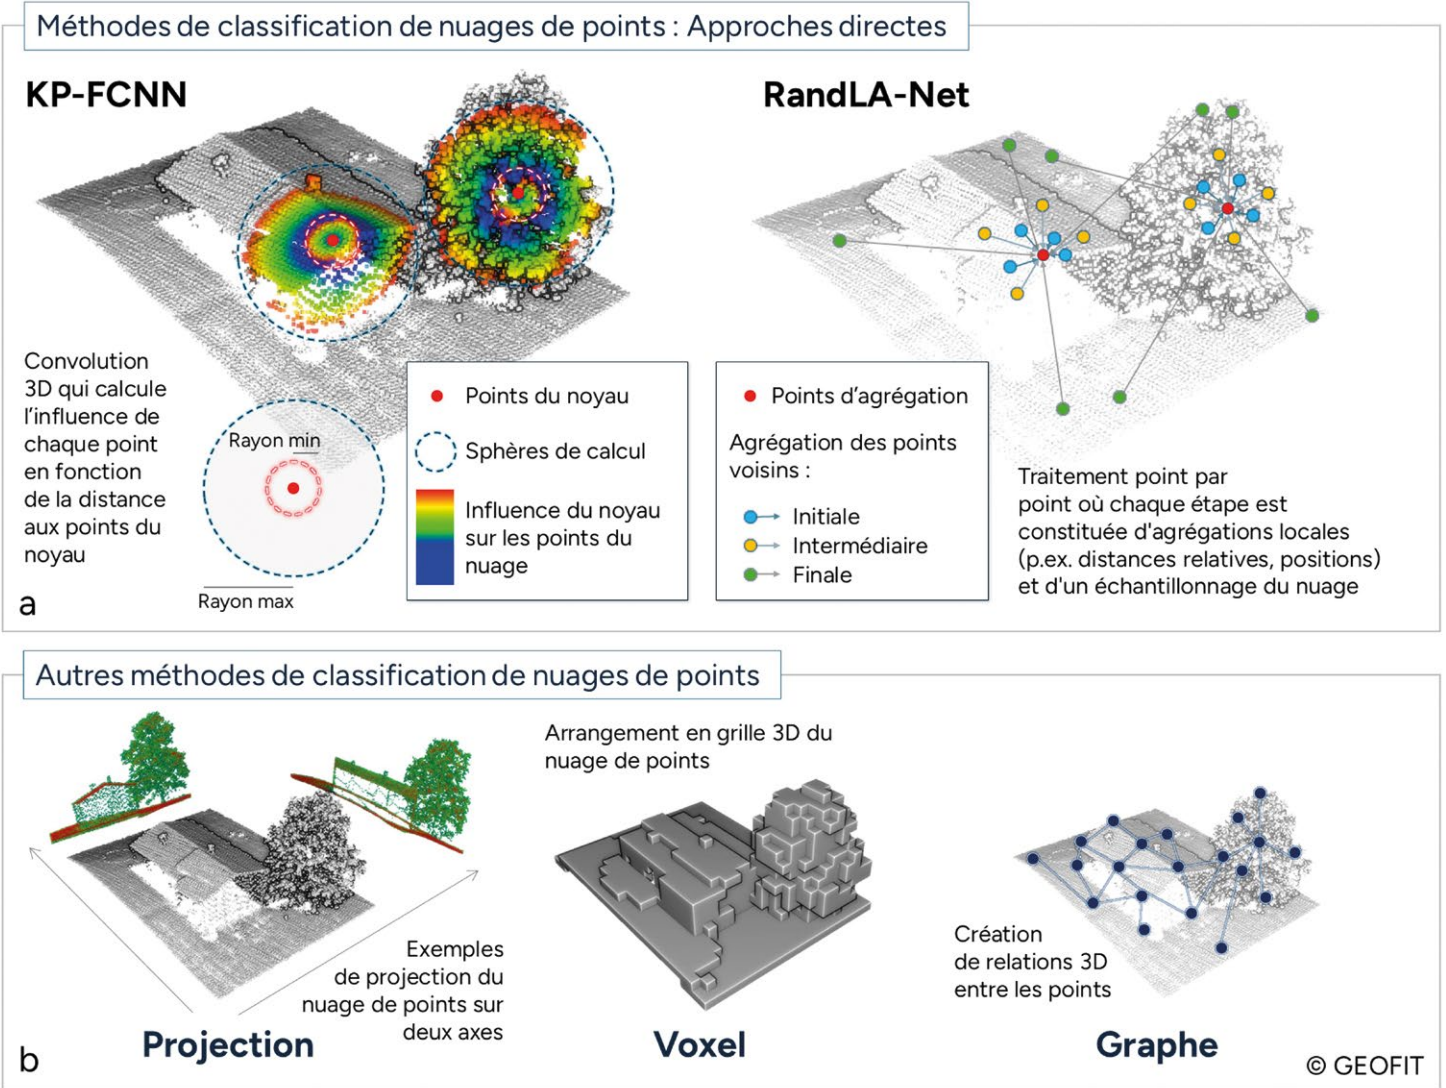 Méthodes de classification de nuages de points : Approches directes
KP-FCNN
RandLA-Net
Convolution
3D qui calcule
l'influence de
chaque point
en fonction
de la distance
aux points du
noyau
Rayon min
Rayon max
Points du noyau
Sphères de calcul
Influence du noyau
sur les points du
nuage
Points d'agrégation
Agrégation des points
voisins :
Initiale
Intermédiaire
Finale
Traitement point par
point où chaque étape est
constituée d'agrégations locales
(p.ex. distances relatives, positions)
et d'un échantillonnage du nuage
a
Autres méthodes de classification de nuages de points
Exemples
de projection du
nuage de points sur
deux axes
Projection
Arrangement en grille 3D du
nuage de points
Voxel
Création
de relations 3D
entre les points
Graphe
b
© GEOFIT